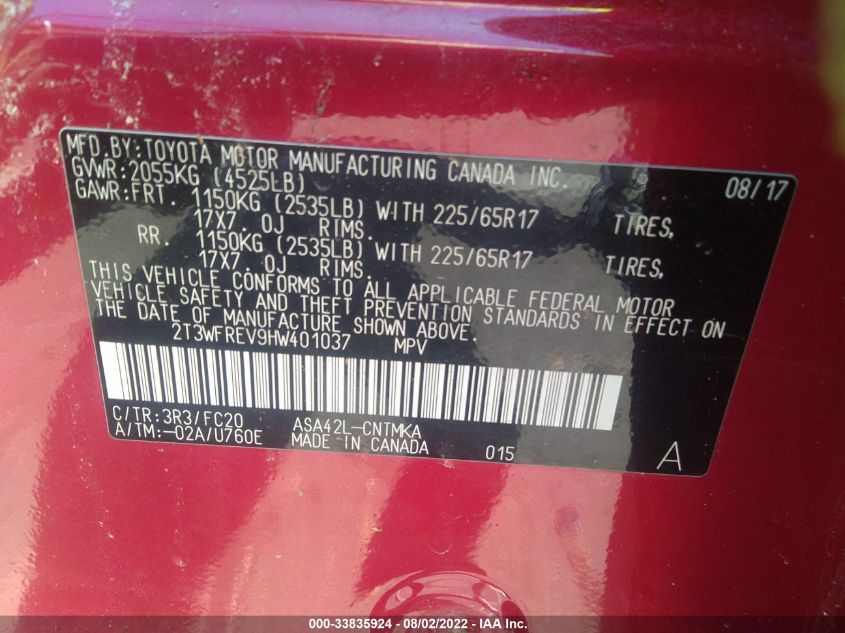 MFD.BY:TOYOTA MOTOR MANUFACTURING CANADA INC. 08/17
GVWR:2055KG (4525LB)
GAWR:FRT. 1150KG (2535LB) WITH 225/65R17 TIRES,
17X7.0J RIMS.
RR. 1150KG (2535LB) WITH 225/65R17 TIRES,
17X7.0J RIMS.
THIS VEHICLE CONFORMS TO ALL APPLICABLE FEDERAL MOTOR
VEHICLE SAFETY AND THEFT PREVENTION STANDARDS IN EFFECT ON
THE DATE OF MANUFACTURE SHOWN ABOVE.
2T3WFREV9HW401037 MPV
C/TR:3R3/FC20 ASA42L-CNTMKA
A/TM:-02A/U760E MADE IN CANADA 015 A
000-33835924 - 08/02/2022 - IAA Inc.